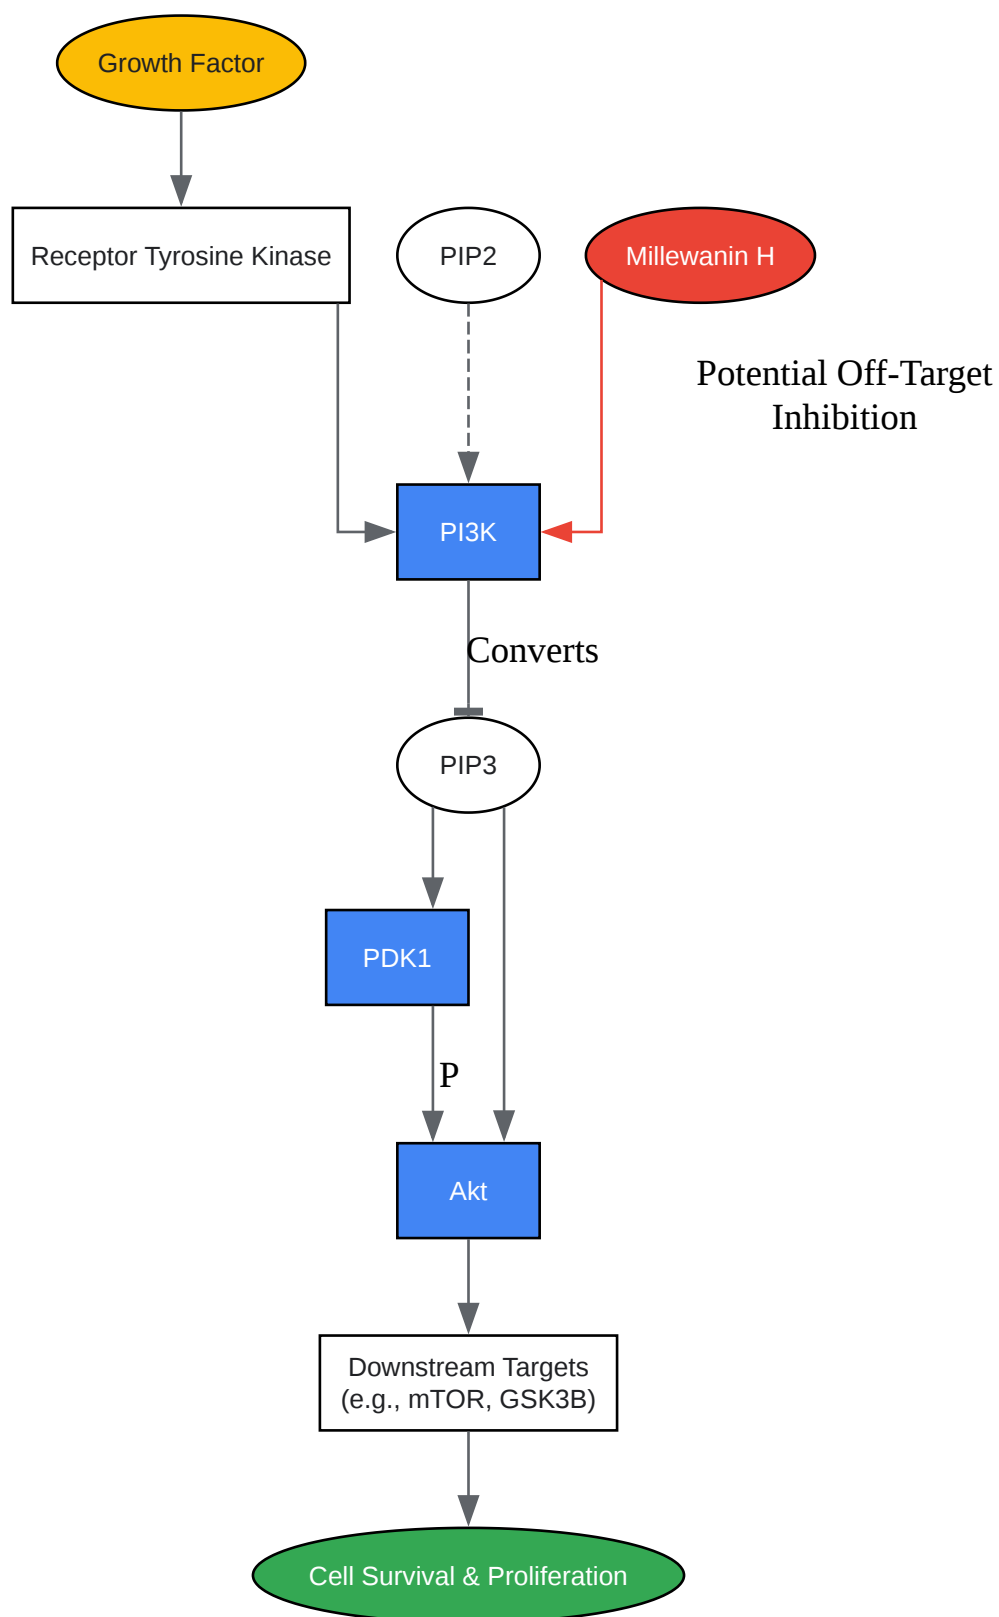 Growth Factor
Receptor Tyrosine Kinase
PIP2
Millewanin H
Potential Off-Target
Inhibition
PI3K
Converts
PIP3
PDK1
P
Akt
Downstream Targets
(e.g., mTOR, GSK3B)
Cell Survival & Proliferation